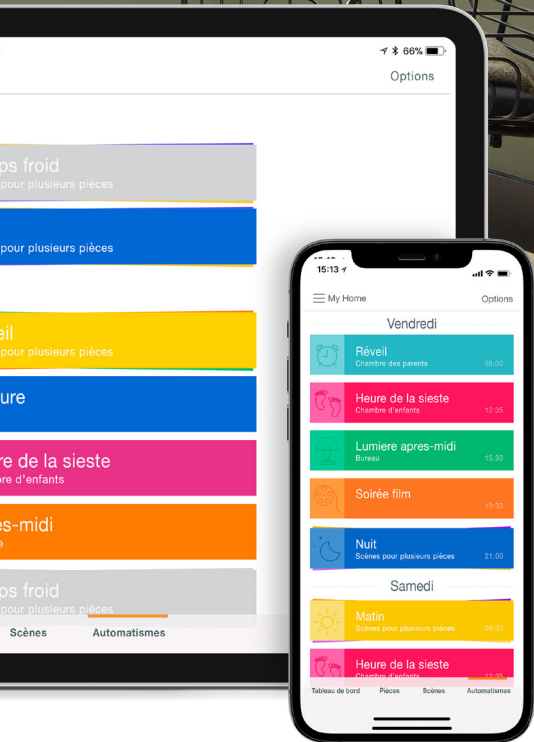 66%
Options
ps froid
pour plusieurs pièces
pour plusieurs pièces
eil
pour plusieurs pièces
ure
re de la sieste
re d'enfants
es-midi
ps froid
pour plusieurs pièces
Scènes
Automatismes
15:13
My Home
Options
Vendredi
Réveil
Chambre des parents
08:00
Heure de la sieste
Chambre d'enfants
12:35
Lumiere apres-midi
Bureau
15:30
Soirée film
19:30
Nuit
Scènes pour plusieurs pièces
21:00
Samedi
Matin
Scènes pour plusieurs pièces
08:30
Heure de la sieste
Chambre d'enfants
12:35
Tableau de bord
Pièces
Scènes
Automatismes